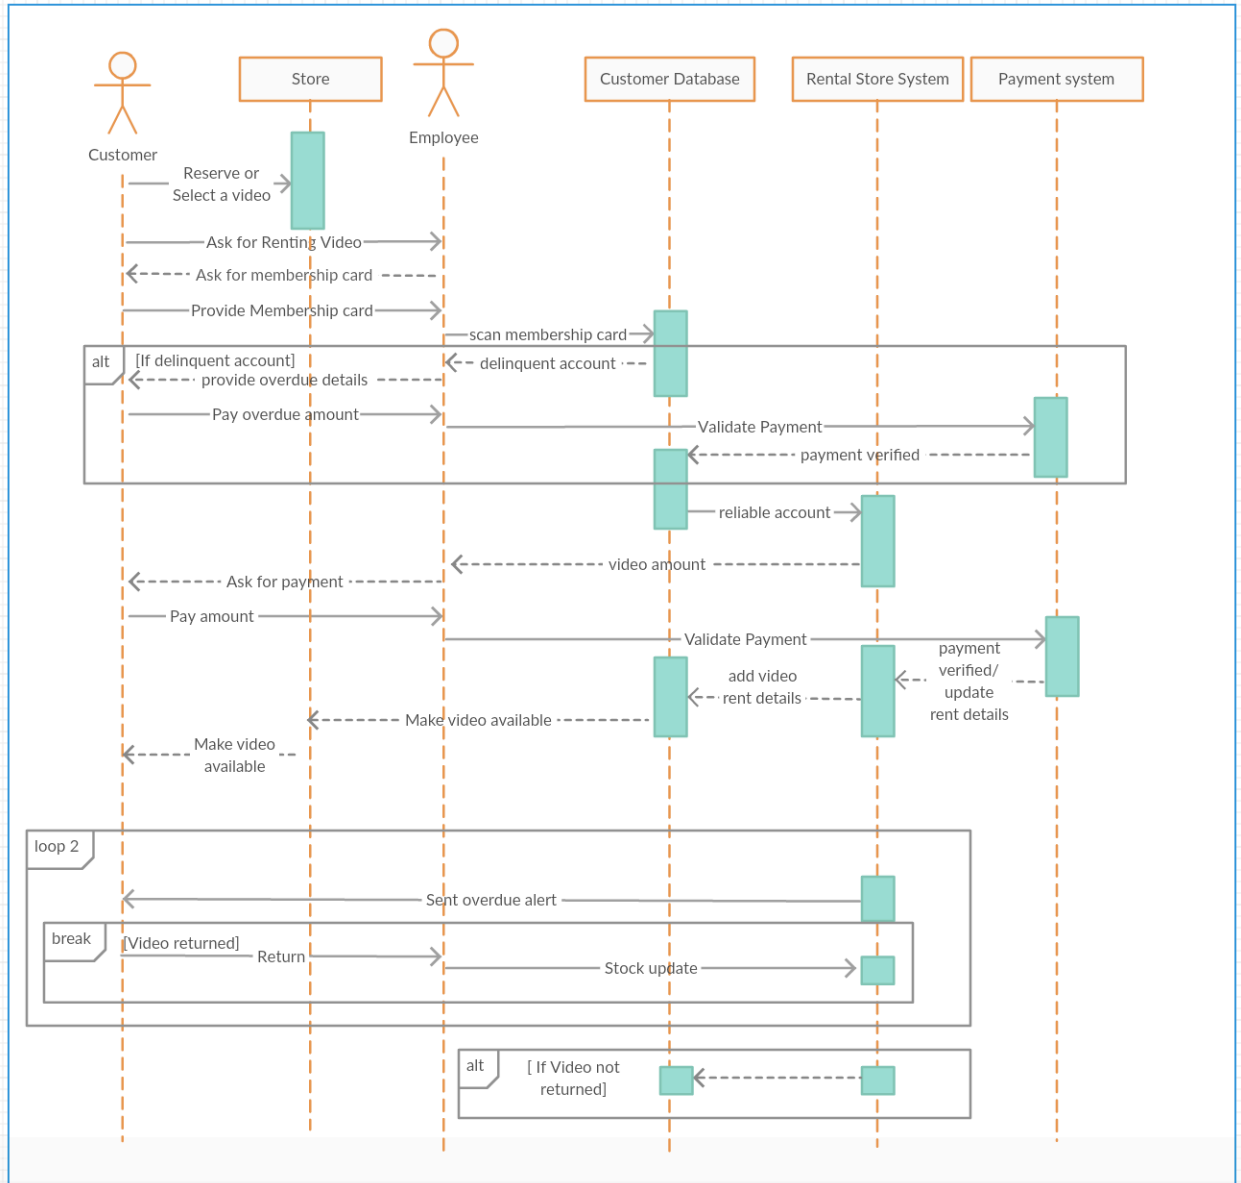 Store
Customer Database
Rental Store System
Payment system
Employee
Customer
Reserve or
Select a video
Ask for Renting Video
Ask for membership card
Provide Membership card
scan membership card
alt
[If delinquent account]
delinquent account
provide overdue details
Pay overdue amount
Validate Payment
payment verified
reliable account
video amount
Ask for payment
Pay amount
Validate Payment
payment
verified/
update
rent details
add video
rent details
Make video available
Make video
available
loop 2
Sent overdue alert
break
[Video returned]
Return
Stock update
alt
[ If Video not
returned]